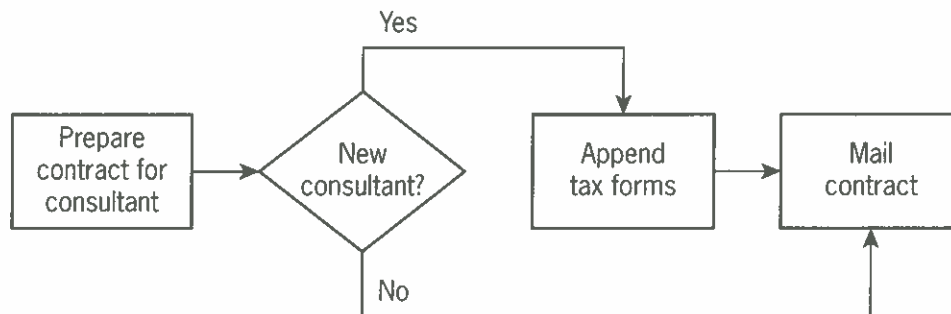 Yes
Prepare
contract for
consultant
New
consultant?
Append
tax forms
Mail
contract
No